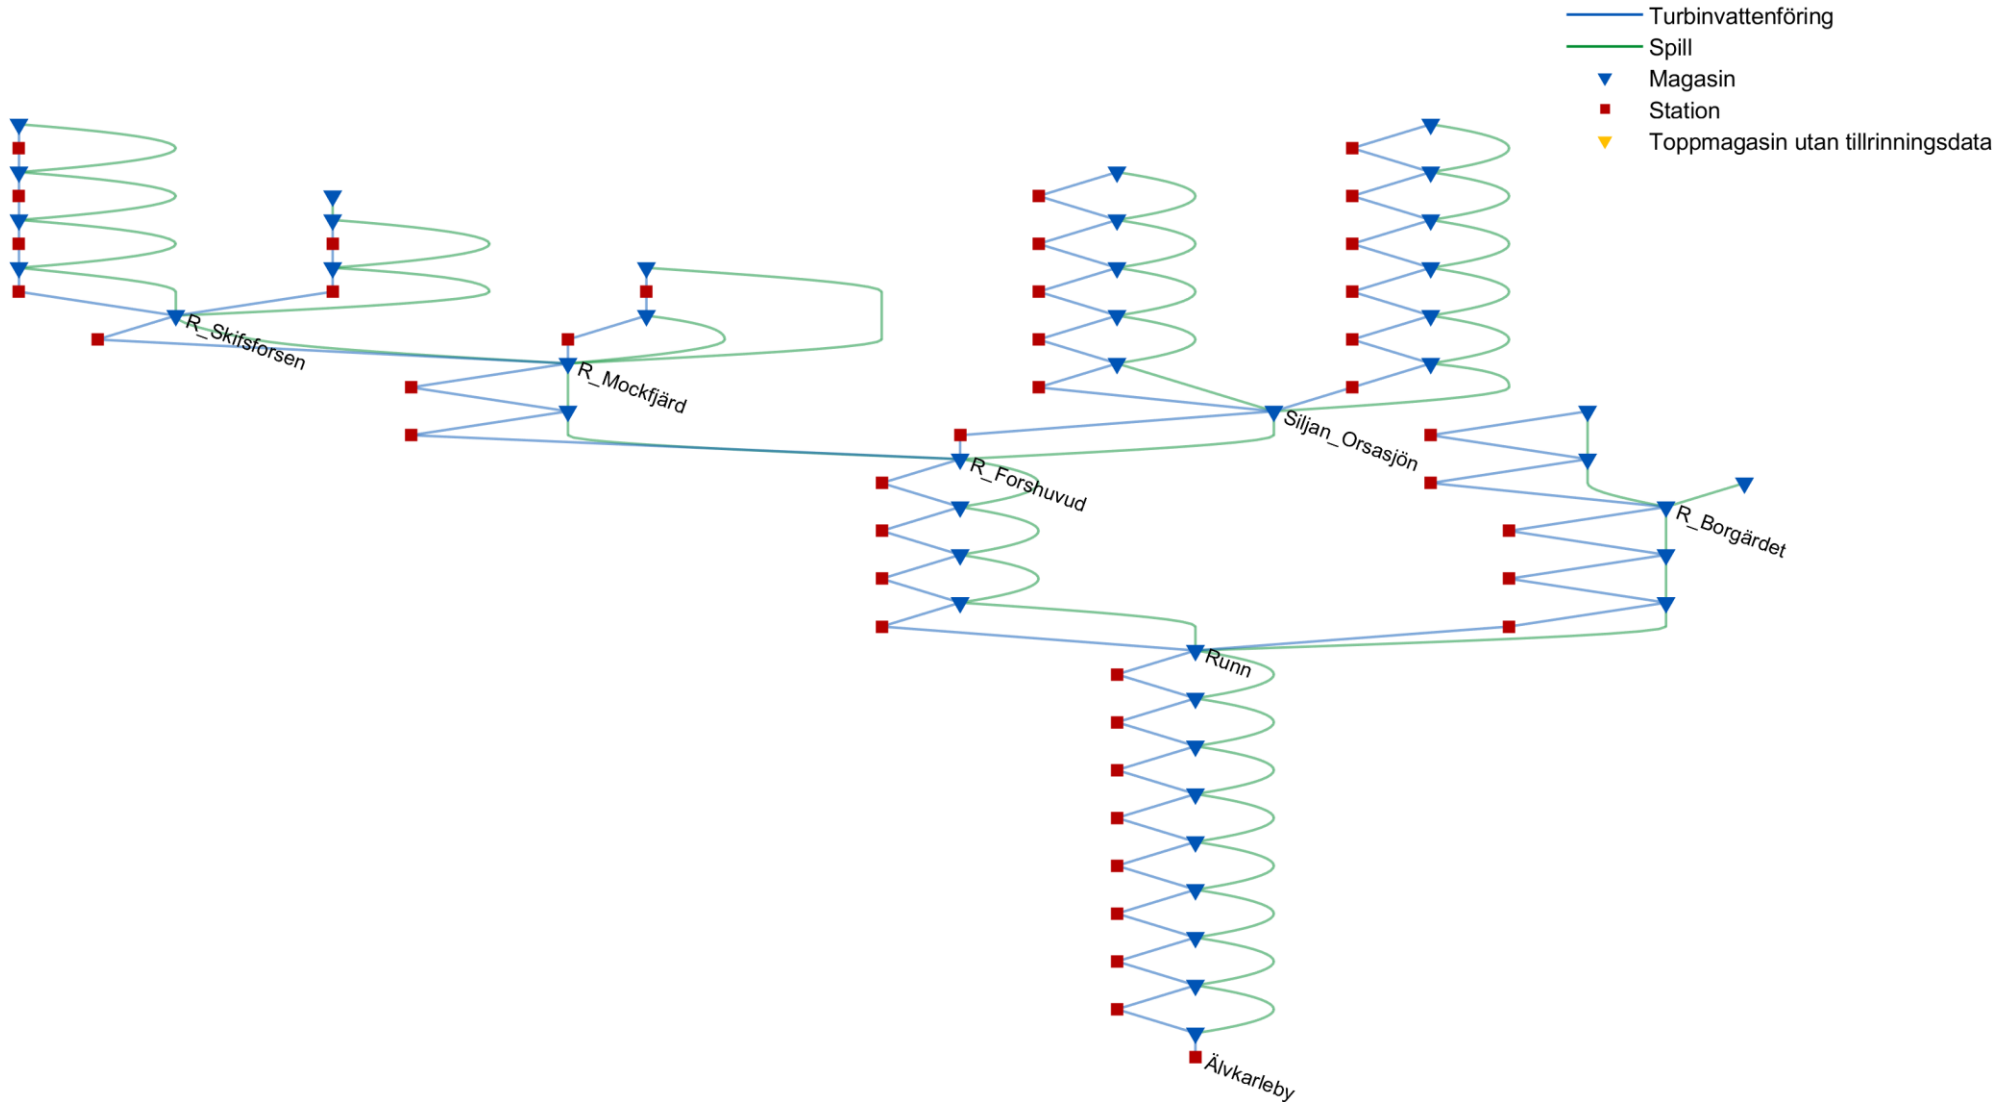 Turbinvattenföring
Spill
Magasin
Station
Toppmagasin utan tillrinningsdata
R_Skifsforsen
R_Mockfjärd
Siljan_Orsasjön
R_Forshuvud
R_Borgärdet
Runn
Älvkarleby